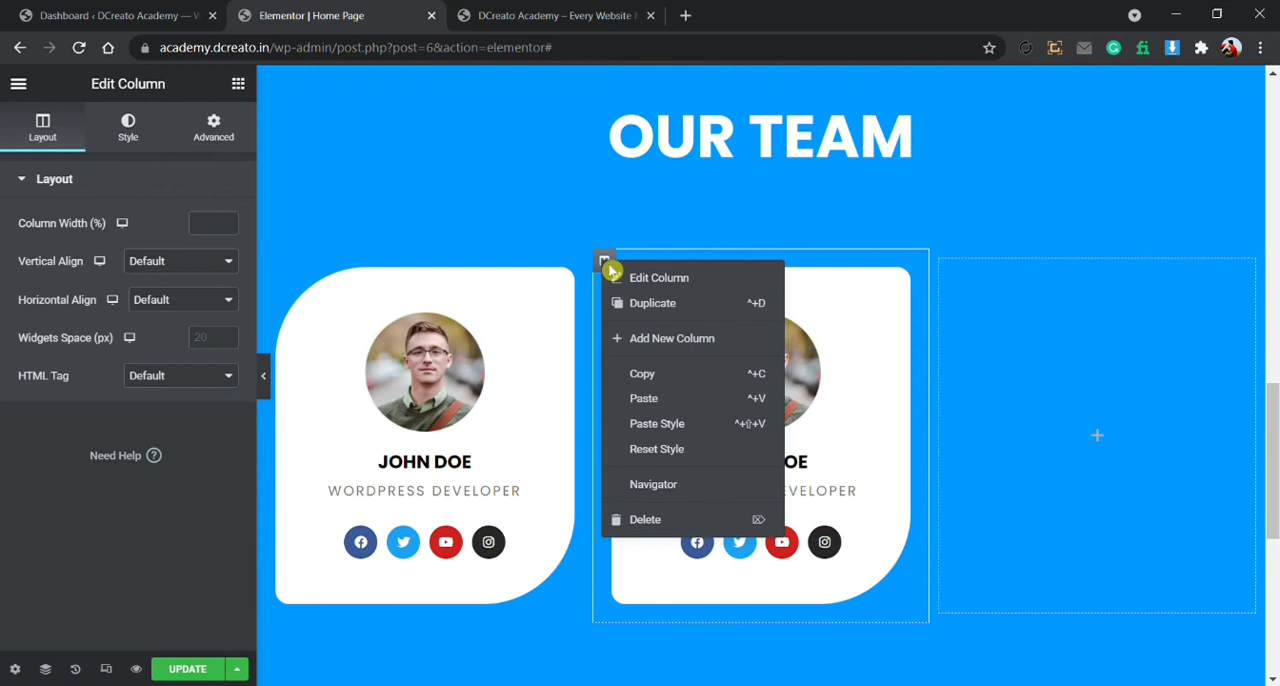 Dashboard ‹ DCreato Academy — W
Elementor | Home Page
DCreato Academy – Every Website N
academy.dcreato.in/wp-admin/post.php?post=6&action=elementor#
Edit Column
Layout
Style
Advanced
Layout
Column Width (%)
Vertical Align
Default
Horizontal Align
Default
Widgets Space (px)
20
HTML Tag
Default
Need Help
UPDATE
OUR TEAM
JOHN DOE
WORDPRESS DEVELOPER
Edit Column
Duplicate ^+D
Add New Column
Copy ^+C
Paste ^+V
Paste Style ^+⇧+V
Reset Style
Navigator
Delete ⌦
OE
EVELOPER